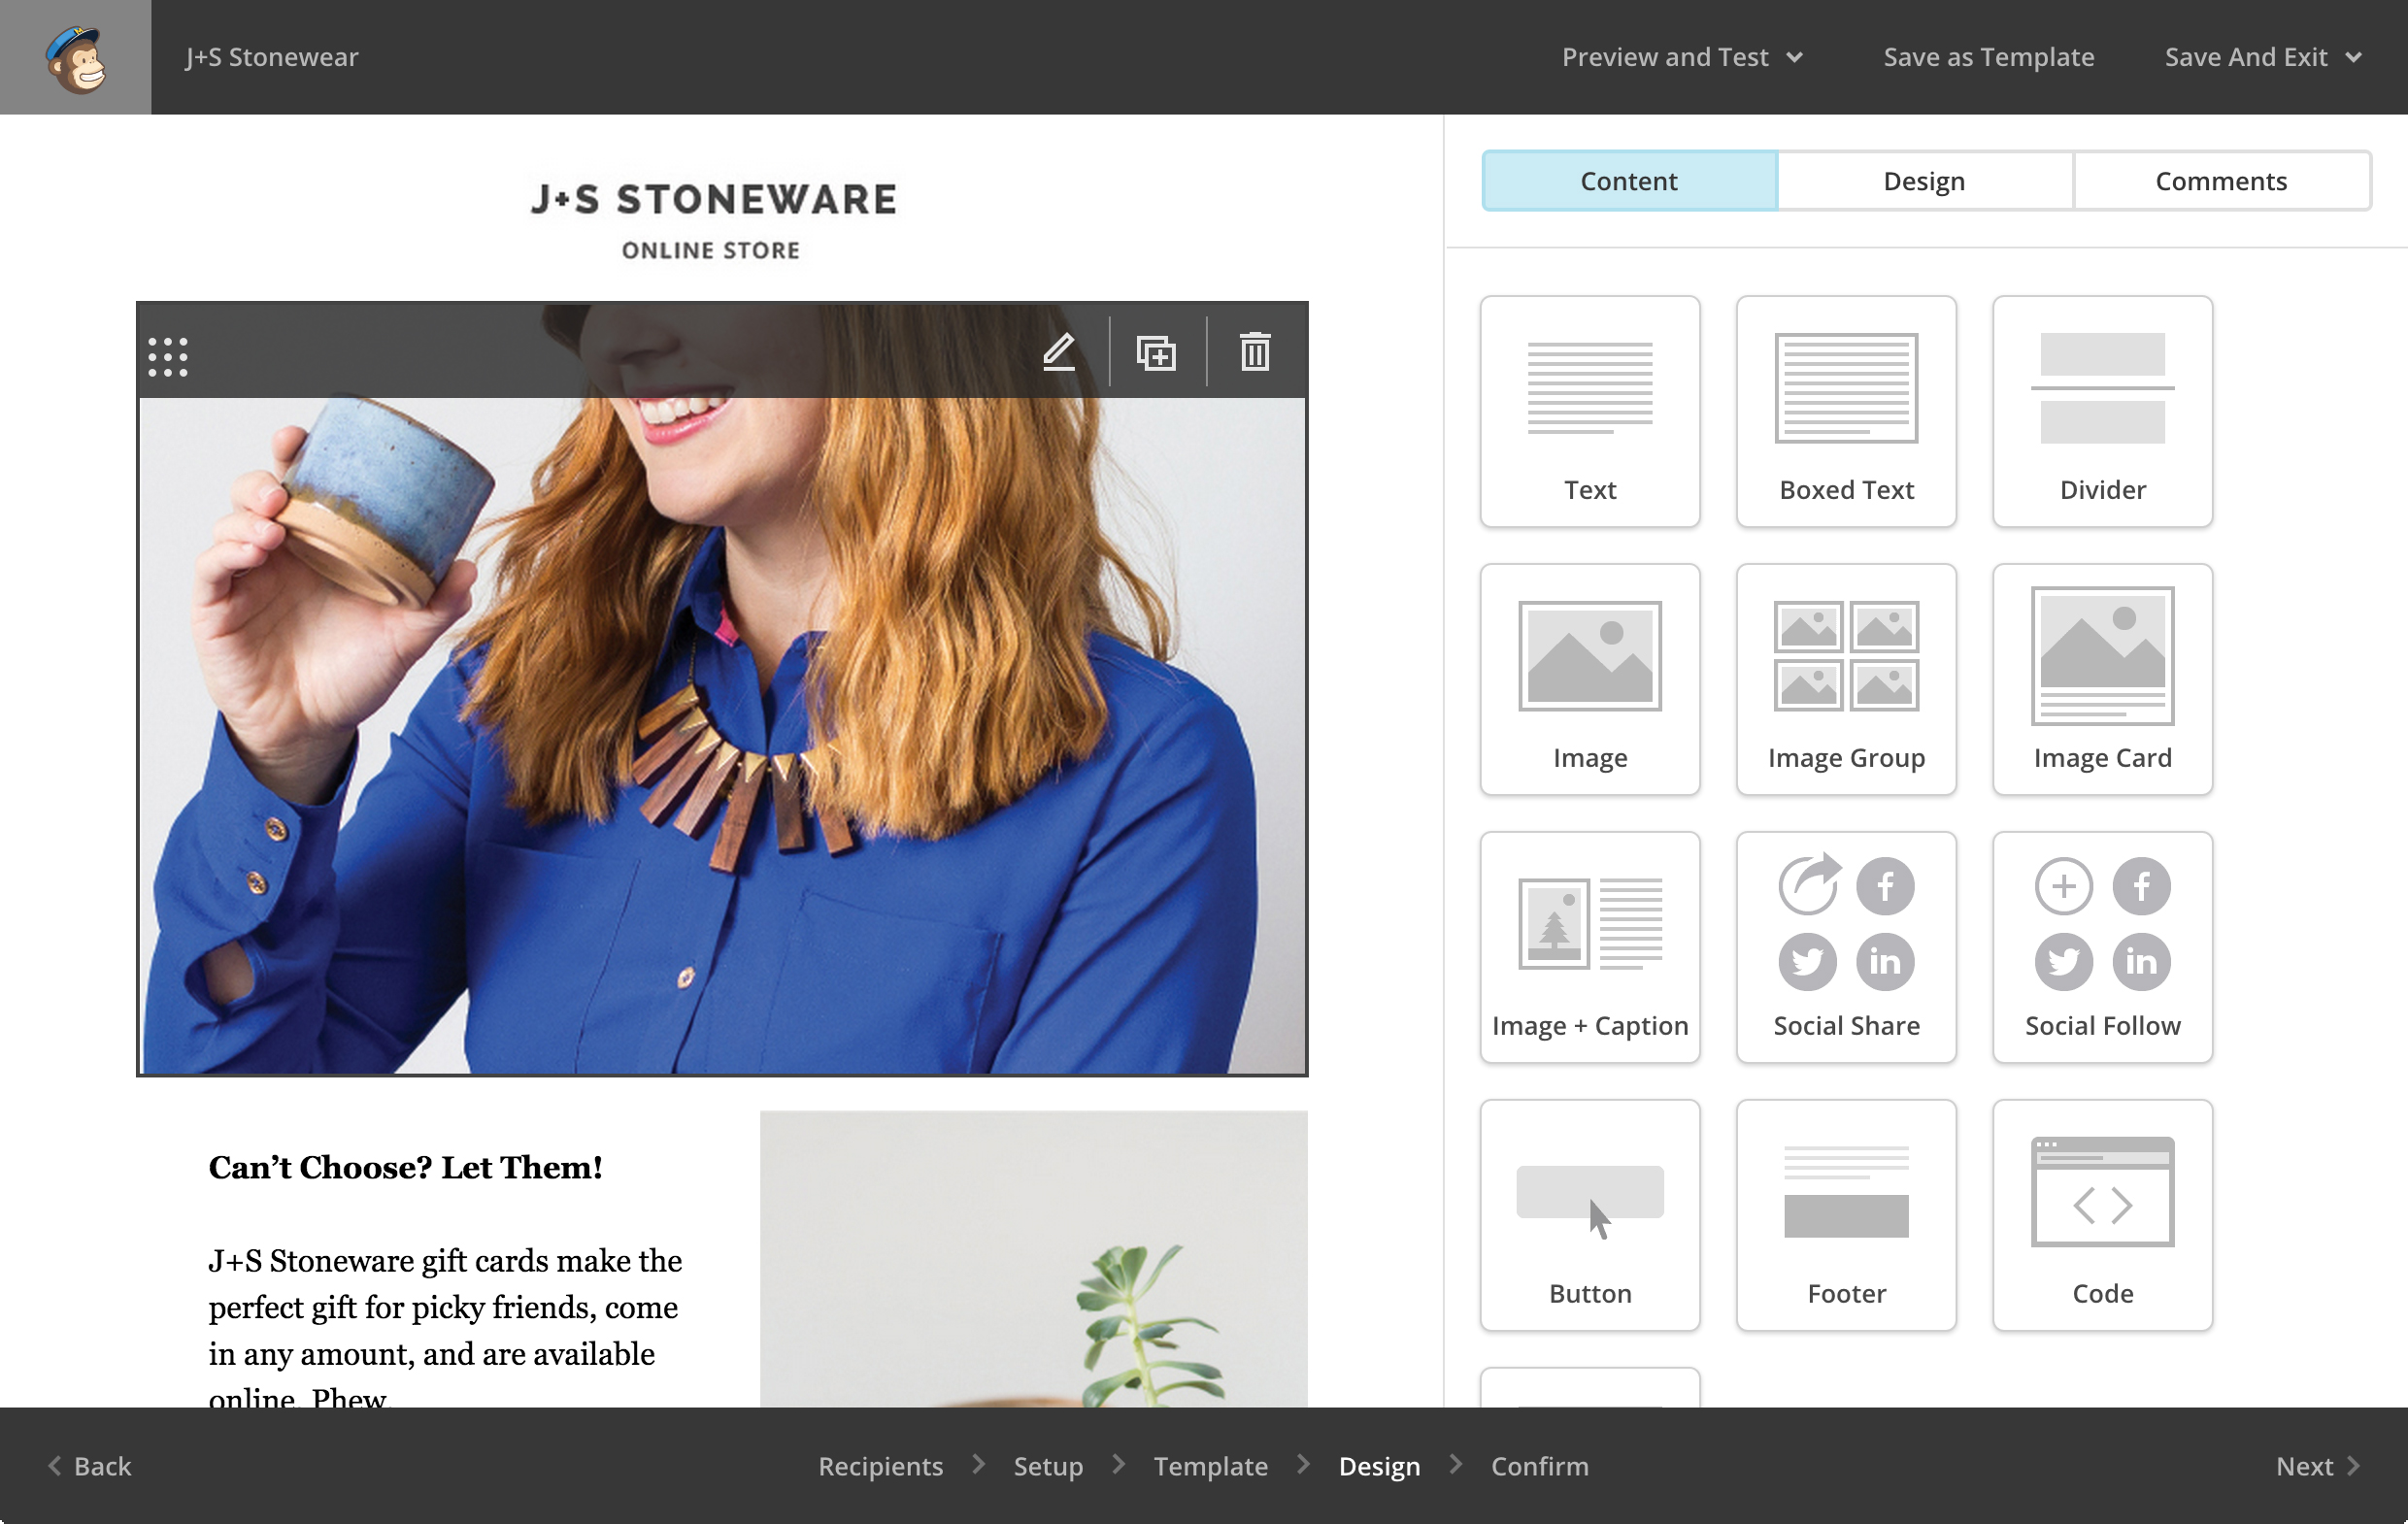 J+S Stonewear
Preview and Test
Save as Template
Save And Exit
J+S STONEWARE
ONLINE STORE
Can’t Choose? Let Them!
J+S Stoneware gift cards make the
perfect gift for picky friends, come
in any amount, and are available
online. Phew.
Content
Design
Comments
Text
Boxed Text
Divider
Image
Image Group
Image Card
Image + Caption
Social Share
Social Follow
Button
Footer
Code
Back
Recipients
Setup
Template
Design
Confirm
Next